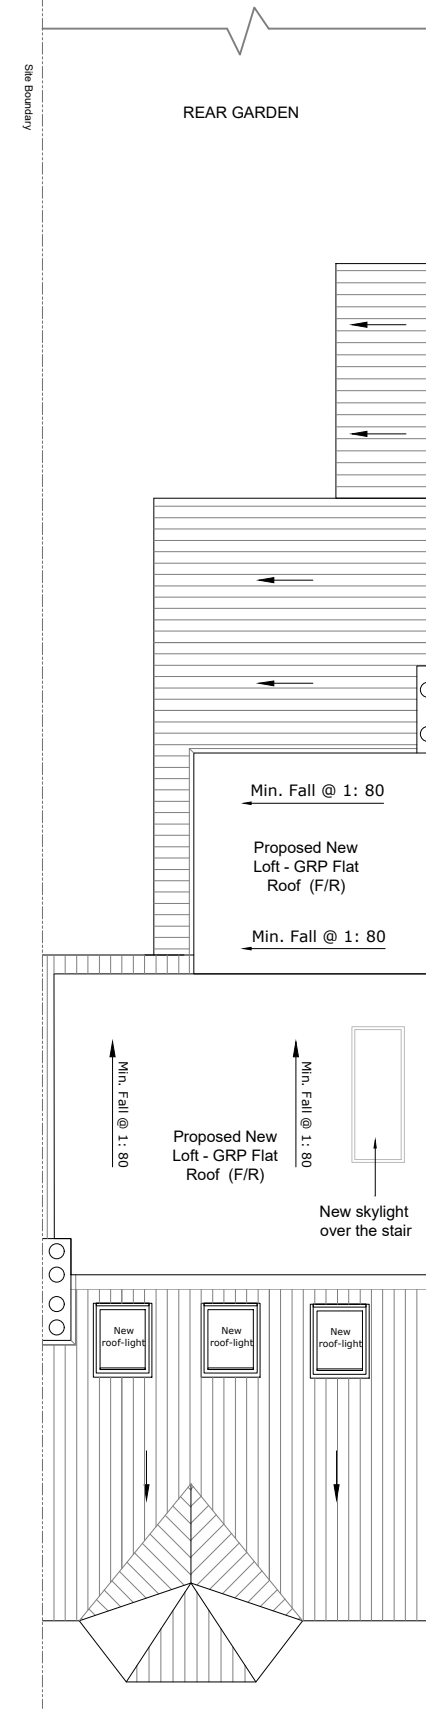 Site Boundary
REAR GARDEN
Min. Fall @ 1: 80
Proposed New
Loft - GRP Flat
Roof (F/R)
Min. Fall @ 1: 80
Min. Fall @ 1: 80
Min. Fall @ 1: 80
Proposed New
Loft - GRP Flat
Roof (F/R)
New skylight
over the stair
New
roof-light
New
roof-light
New
roof-light